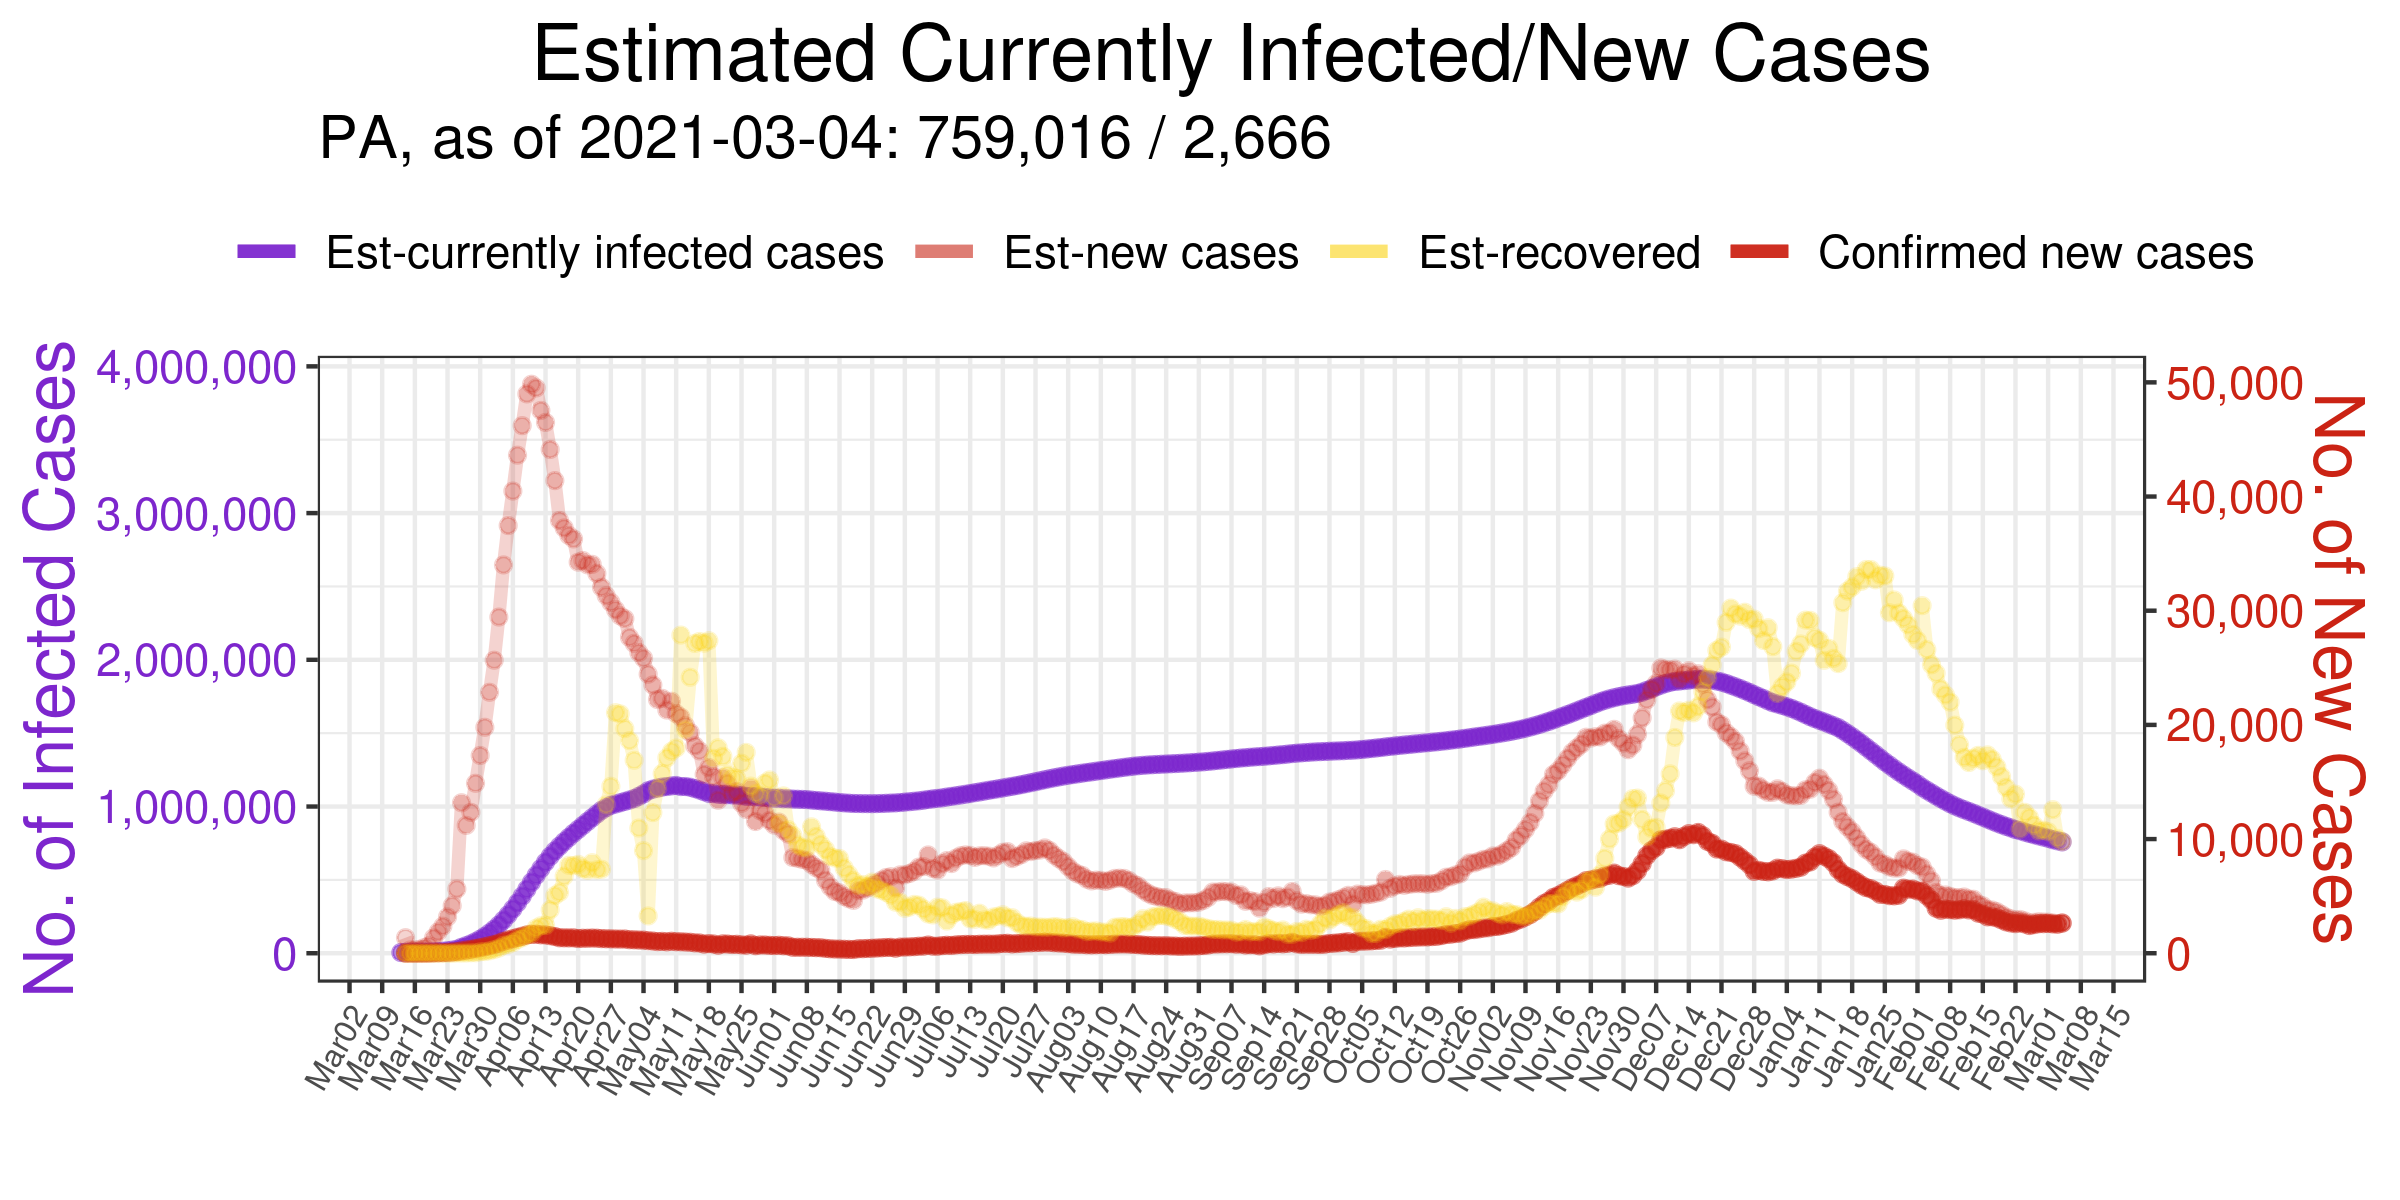 Estimated Currently Infected/New Cases
PA, as of 2021-03-04: 759,016 / 2,666
Est-currently infected cases Est-new cases Est-recovered Confirmed new cases
No. of Infected Cases
4,000,000
3,000,000
2,000,000
1,000,000
0
50,000
40,000
30,000
20,000
10,000
0
No. of New Cases
Mar02 Mar09 Mar16 Mar23 Mar30 Apr06 Apr13 Apr20 Apr27 May04 May11 May18 May25 Jun01 Jun08 Jun15 Jun22 Jun29 Jul06 Jul13 Jul20 Jul27 Aug03 Aug10 Aug17 Aug24 Aug31 Sep07 Sep14 Sep21 Sep28 Oct05 Oct12 Oct19 Oct26 Nov02 Nov09 Nov16 Nov23 Nov30 Dec07 Dec14 Dec21 Dec28 Jan04 Jan11 Jan18 Jan25 Feb01 Feb08 Feb15 Feb22 Mar01 Mar08 Mar15